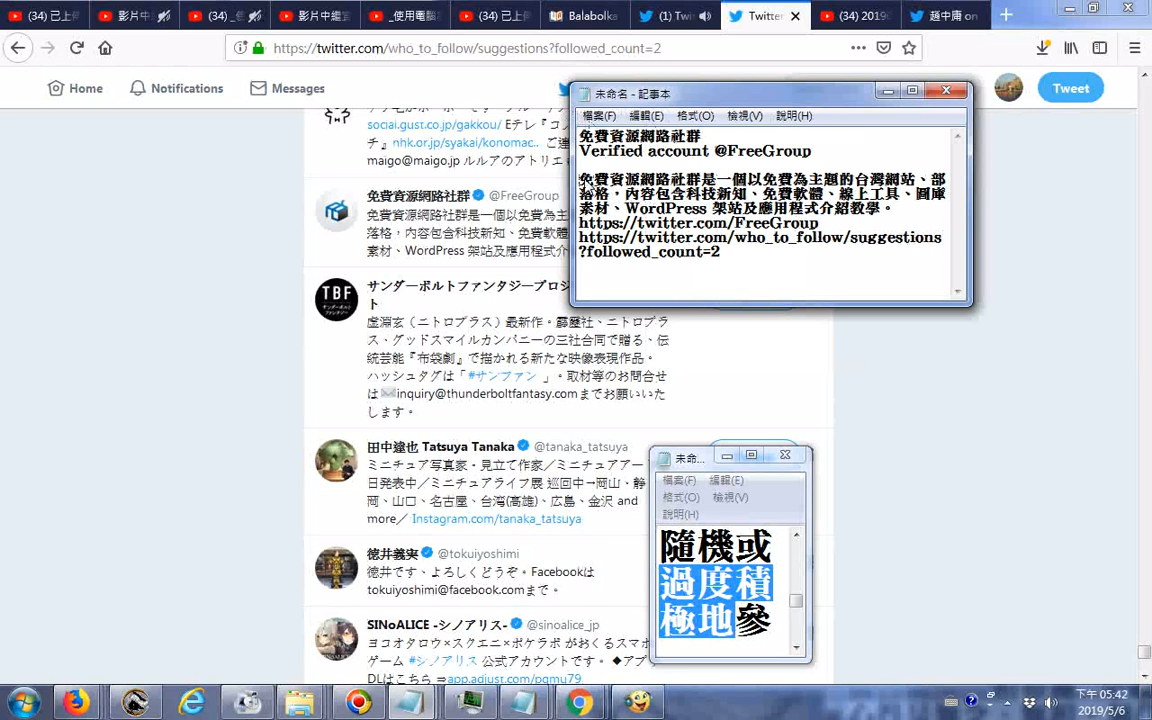 (34) 已上傳
影片中
(34) _使
影片中繼
_使用電腦
(34) 已上傳
Balabolka
(1) Twi
Twitter
(34) 2019
趙中庸 on
https://twitter.com/who_to_follow/suggestions?followed_count=2
Home
Notifications
Messages
Tweet
social.gust.co.jp/gakkou/ Eテレ『コ
チ』 nhk.or.jp/syakai/konomac... ご連
maigo@maigo.jp ルルアのアトリエ
免費資源網路社群 @FreeGroup
免費資源網路社群是一個以免費為主
落格，內容包含科技新知、免費軟體
素材、WordPress 架站及應用程式介紹
サンダーボルトファンタジープロジ
ト
虚淵玄（ニトロプラス）最新作。霹靂社、ニトロプラ
ス、グッドスマイルカンパニーの三社合同で贈る、伝
統芸能『布袋劇』で描かれる新たな映像表現作品。
ハッシュタグは「#サンファン 」。取材等のお問合せ
は inquiry@thunderboltfantasy.comまでお願いいた
します。
田中達也 Tatsuya Tanaka @tanaka_tatsuya
ミニチュア写真家・見立て作家／ミニチュアアー
日発表中／ミニチュアライフ展 巡回中→岡山、静
岡、山口、名古屋、台湾(高雄)、広島、金沢 and
more／ Instagram.com/tanaka_tatsuya
徳井義実 @tokuiyoshimi
徳井です、よろしくどうぞ。Facebookは
tokuiyoshimi@facebook.comまで。
SINoALICE -シノアリス- @sinoalice_jp
ヨコオタロウ×スクエニ×ポケラボ がおくるスマホ
ゲーム #シノアリス 公式アカウントです。 ◆アプ
DLはこちら ⇒app.adjust.com/pqmu79
未命名 - 記事本
檔案(F) 編輯(E) 格式(O) 檢視(V) 說明(H)
免費資源網路社群
Verified account @FreeGroup
免費資源網路社群是一個以免費為主題的台灣網站、部
落格，內容包含科技新知、免費軟體、線上工具、圖庫
素材、WordPress 架站及應用程式介紹教學。
https://twitter.com/FreeGroup
https://twitter.com/who_to_follow/suggestions
?followed_count=2
未命...
檔案(F) 編輯(E)
格式(O) 檢視(V)
說明(H)
隨機或
過度積
極地參
下午 05:42
2019/5/6